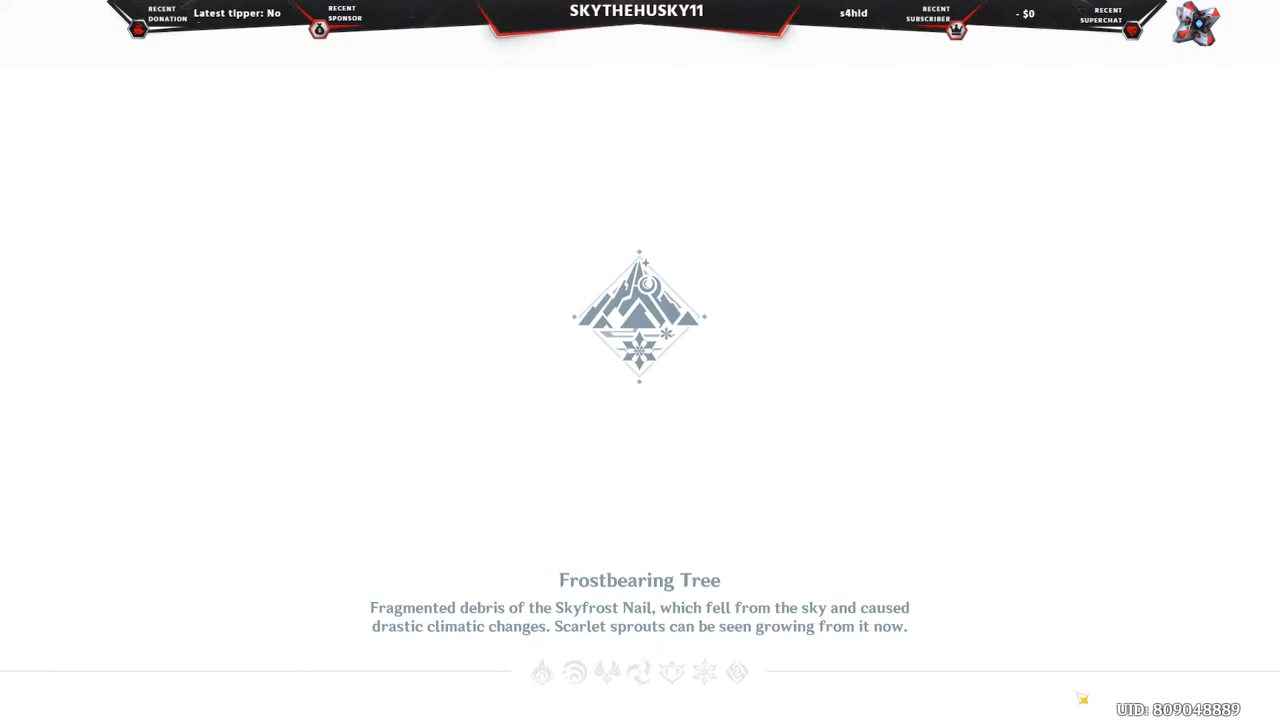 RECENT
DONATION
Latest tipper: No
RECENT
SPONSOR
SKYTHEHUSKY11
s4hld
RECENT
SUBSCRIBER
- $0
RECENT
SUPERCHAT
Frostbearing Tree
Fragmented debris of the Skyfrost Nail, which fell from the sky and caused
drastic climatic changes. Scarlet sprouts can be seen growing from it now.
UID: 809048889